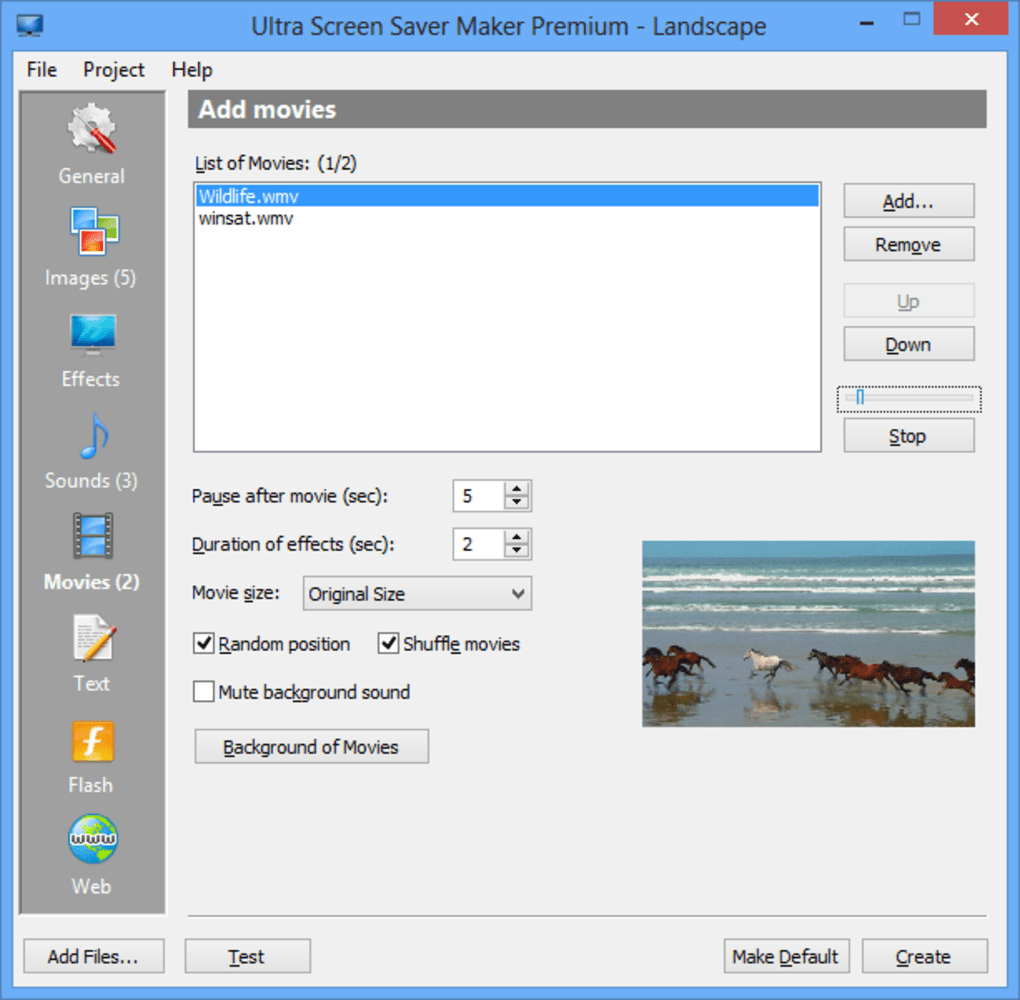 Ultra Screen Saver Maker Premium - Landscape
File Project Help
General
Images (5)
Effects
Sounds (3)
Movies (2)
Text
Flash
www
Web
Add movies
List of Movies: (1/2)
Wildlife.wmv
winsat.wmv
Add...
Remove
Up
Down
Stop
Pause after movie (sec): 5
Duration of effects (sec): 2
Movie size: Original Size
Random position Shuffle movies
Mute background sound
Background of Movies
Add Files... Test Make Default Create